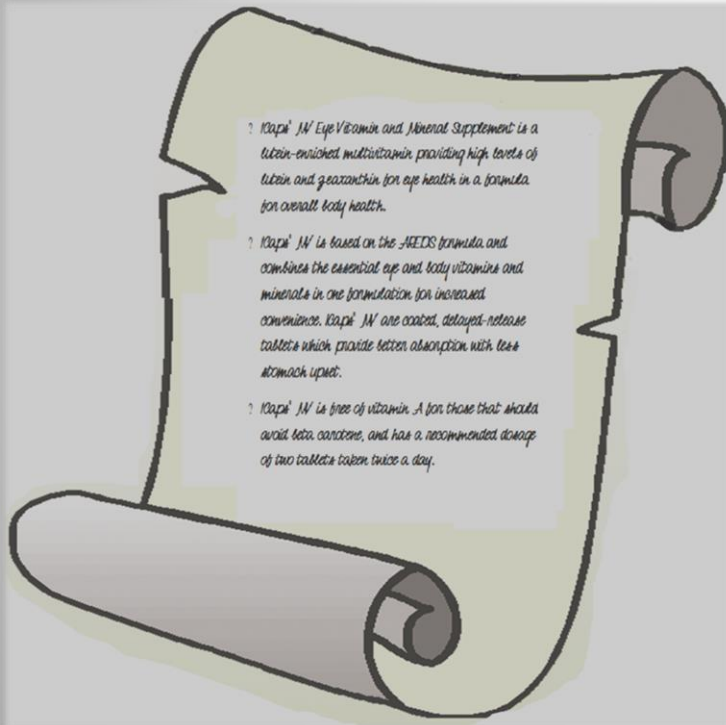 ? ICaps® MV Eye Vitamin and Mineral Supplement is a
lutein-enriched multivitamin providing high levels of
lutein and zeaxanthin for eye health in a formula
for overall body health.
? ICaps® MV is based on the AREDS formula and
combines the essential eye and body vitamins and
minerals in one formulation for increased
convenience. ICaps® MV are coated, delayed-release
tablets which provide better absorption with less
stomach upset.
? ICaps® MV is free of vitamin A for those that should
avoid beta carotene, and has a recommended dosage
of two tablets taken twice a day.